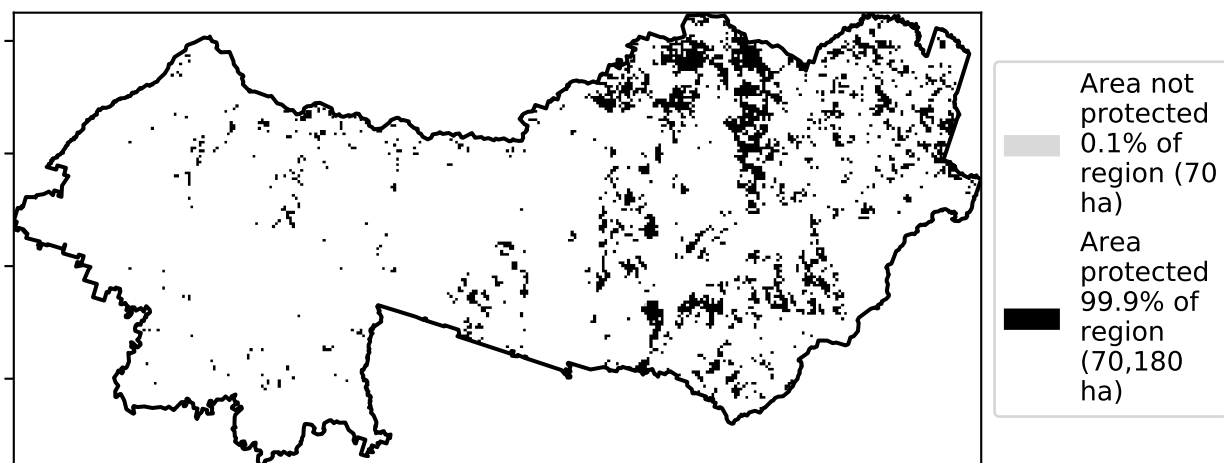 Area not
protected
0.1% of
region (70
ha)
Area
protected
99.9% of
region
(70,180
ha)